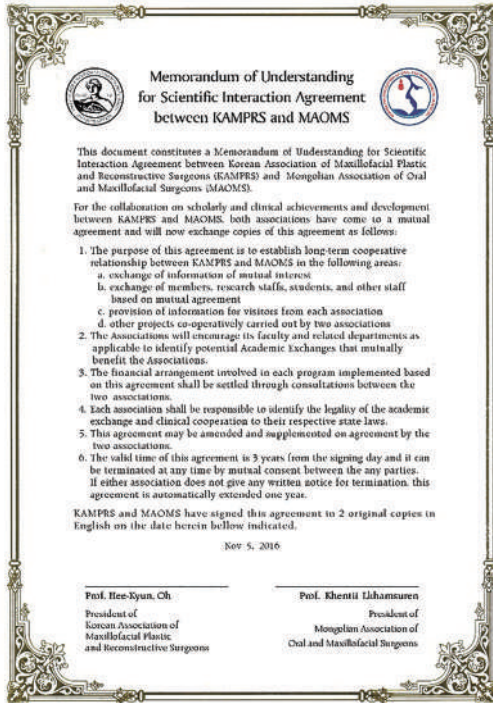 Memorandum of Understanding
for Scientific Interaction Agreement
between KAMPRS and MAOMS
This document constitutes a Memorandum of Understanding for Scientific
Interaction Agreement between Korean Association of Maxillofacial Plastic
and Reconstructive Surgeons (KAMPRS) and Mongolian Association of Oral
and Maxillofacial Surgeons (MAOMS).
For the collaboration on scholarly and clinical achievements and development
between KAMPRS and MAOMS, both associations have come to a mutual
agreement and will now exchange copies of this agreement as follows:
1. The purpose of this agreement is to establish long-term cooperative
relationship between KAMPRS and MAOMS in the following areas:
a. exchange of information of mutual interest
b. exchange of members, research staffs, students, and other staff
based on mutual agreement
c. provision of information for visitors from each association
d. other projects co-operatively carried out by two associations
2. The Associations will encourage its faculty and related departments as
applicable to identify potential Academic Exchanges that mutually
benefit the Associations.
3. The financial arrangement involved in each program implemented based
on this agreement shall be settled through consultations between the
two associations.
4. Each association shall be responsible to identify the legality of the academic
exchange and clinical cooperation to their respective state laws.
5. This agreement may be amended and supplemented on agreement by the
two associations.
6. The valid time of this agreement is 3 years from the signing day and it can
be terminated at any time by mutual consent between the any parties.
If either association does not give any written notice for termination, this
agreement is automatically extended one year.
KAMPRS and MAOMS have signed this agreement in 2 original copies in
English on the date herein bellow indicated.
Nov 5, 2016
Prof. Hee-Kyun, Oh
President of
Korean Association of
Maxillofacial Plastic
and Reconstructive Surgeons
Prof. Khentii Lkhamsuren
President of
Mongolian Association of
Oral and Maxillofacial Surgeons